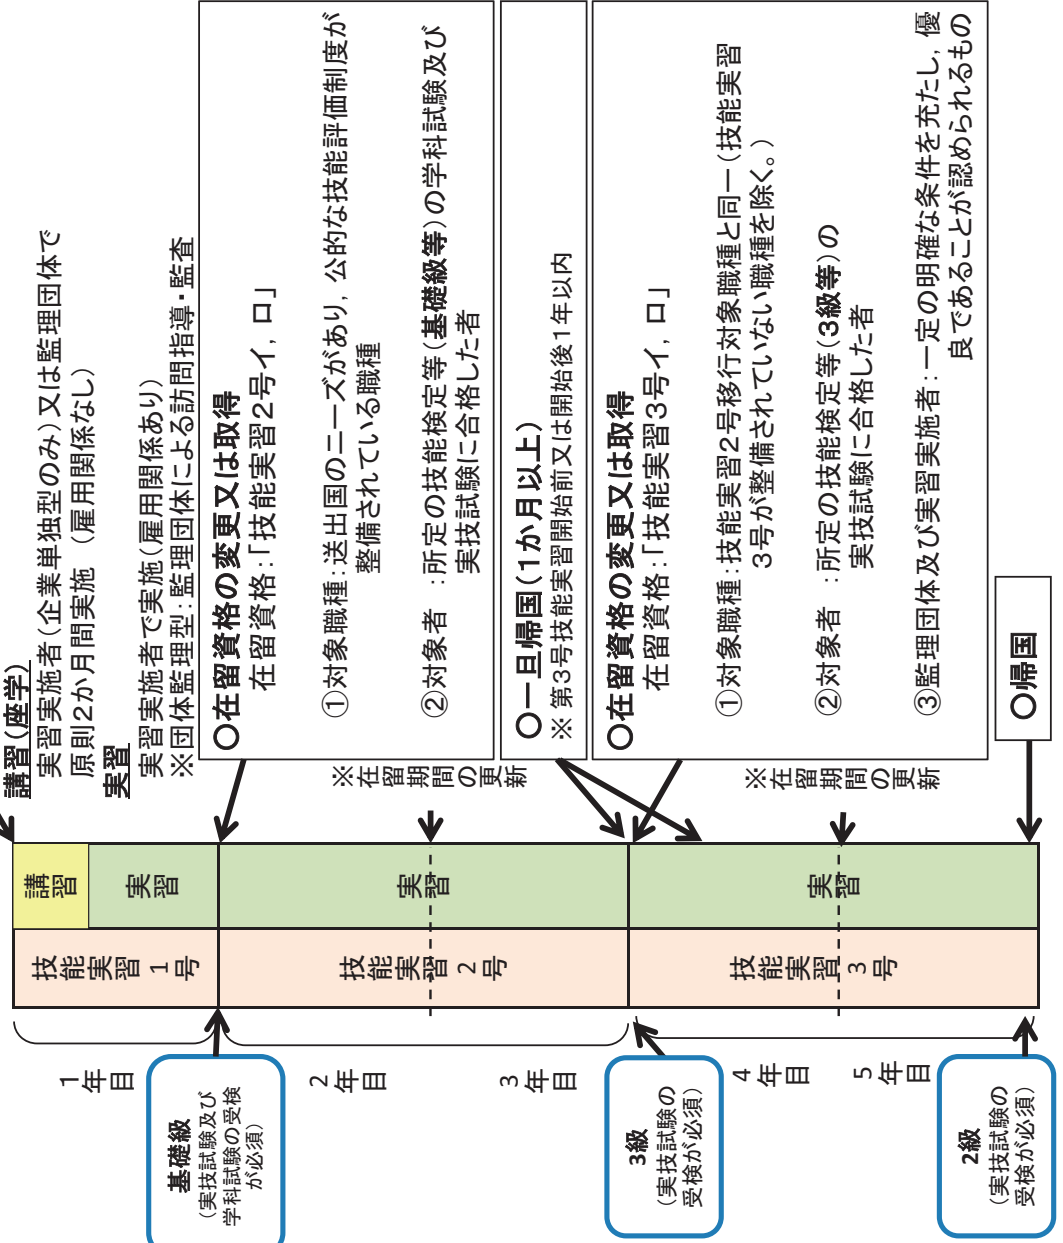 講習(座学)
実習実施者(企業単独型のみ)又は監理団体で
原則2か月間実施 (雇用関係なし)
実習
実習実施者で実施(雇用関係あり)
※団体監理型:監理団体による訪問指導・監査
○在留資格の変更又は取得
在留資格:「技能実習2号イ,ロ」
①対象職種:送出国のニーズがあり,公的な技能評価制度が
整備されている職種
②対象者 :所定の技能検定等(基礎級等)の学科試験及び
実技試験に合格した者
※在留期間の更新
○一旦帰国(1か月以上)
※ 第3号技能実習開始前又は開始後1年以内
○在留資格の変更又は取得
在留資格:「技能実習3号イ,ロ」
①対象職種:技能実習2号移行対象職種と同一(技能実習
3号が整備されていない職種を除く。)
②対象者 :所定の技能検定等(3級等)の
実技試験に合格した者
③監理団体及び実習実施者:一定の明確な条件を充たし,優
良であることが認められるもの
※在留期間の更新
○帰国
講習
実習
実習
実習
技能実習1号
技能実習2号
技能実習3号
1年目
2年目
3年目
4年目
5年目
基礎級
(実技試験及び
学科試験の受検
が必須)
3級
(実技試験の
受検が必須)
2級
(実技試験の
受検が必須)